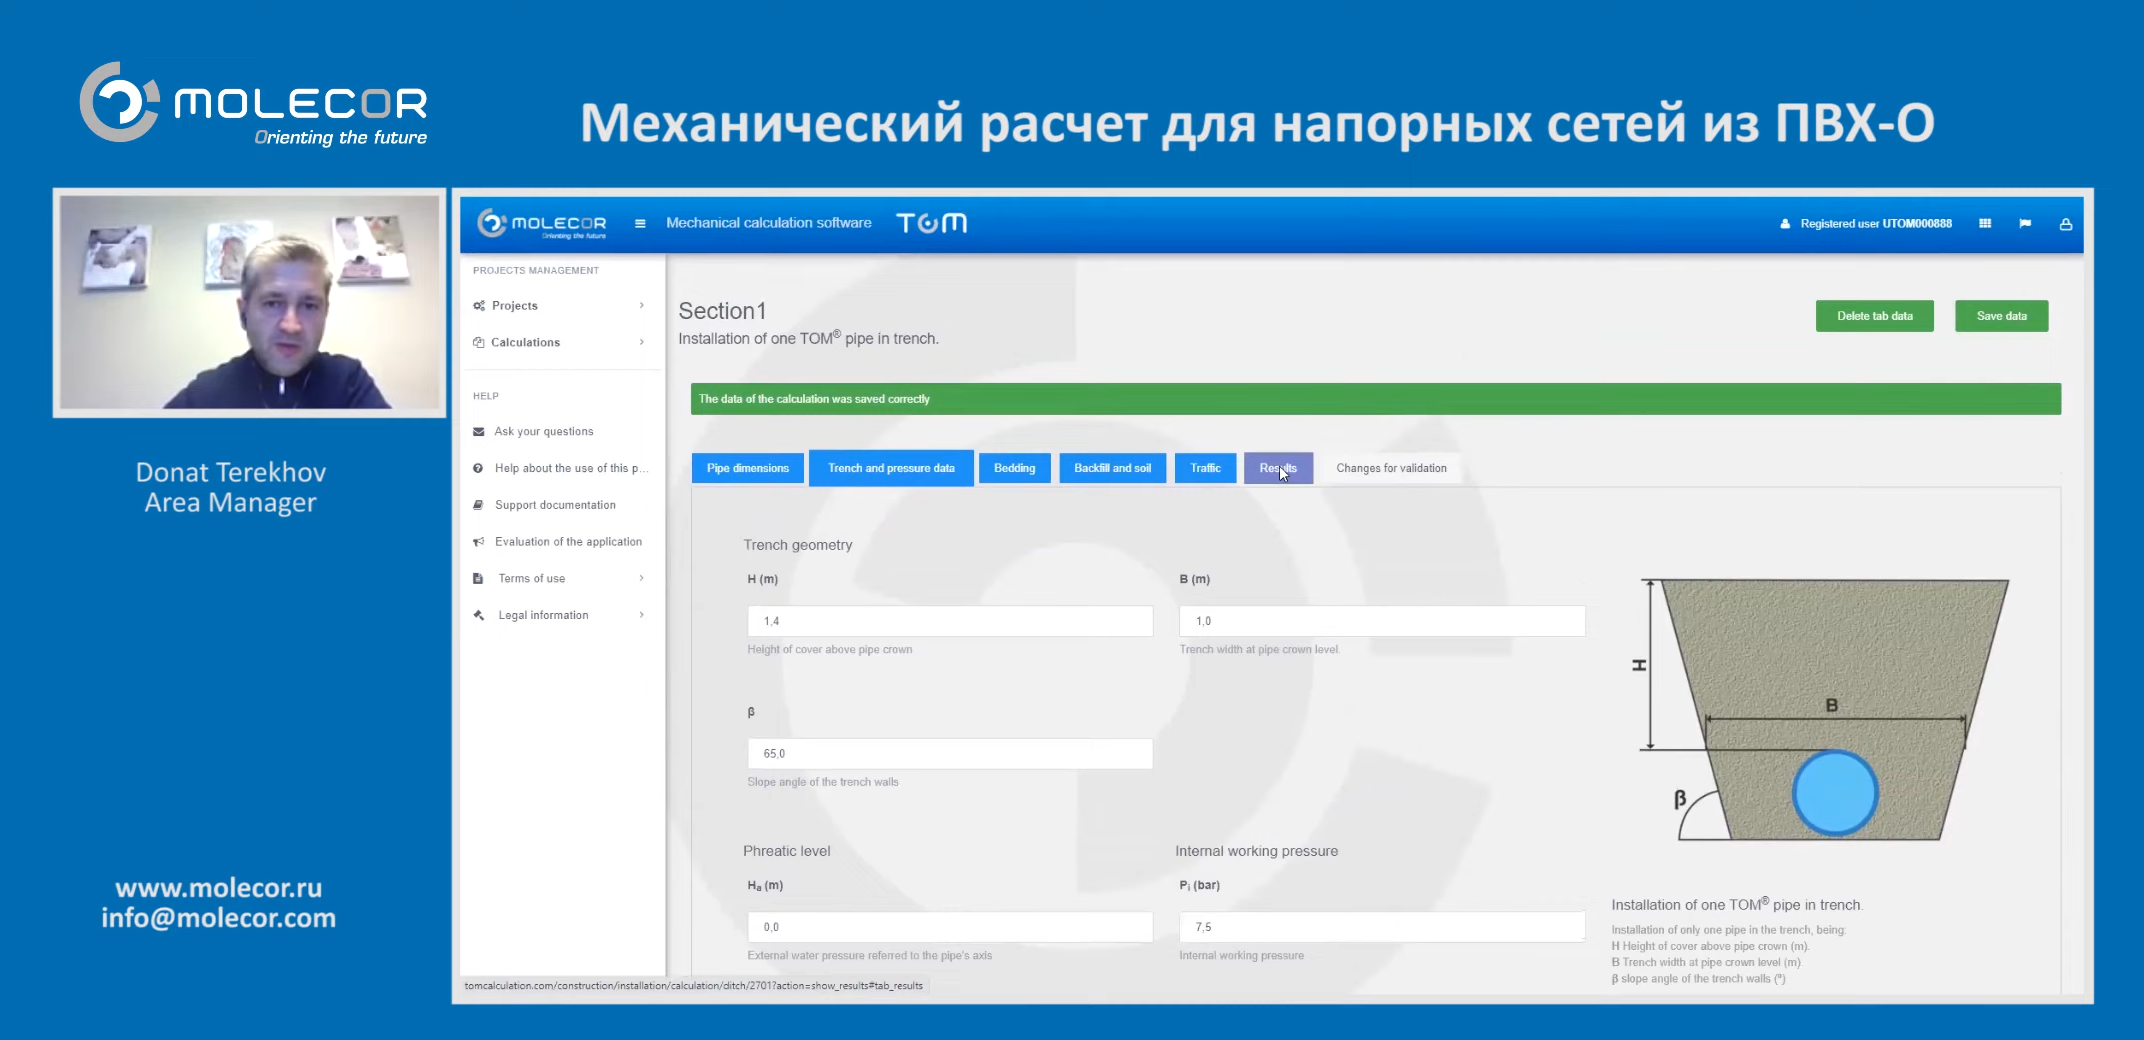 MOLECOR
Orienting the future
Механический расчет для напорных сетей из ПВХ-О
Donat Terekhov
Area Manager
www.molecor.ru
info@molecor.com
MOLECOR
Orienting the future
Mechanical calculation software
TOM
Registered user UTOM000888
PROJECTS MANAGEMENT
Projects
Calculations
HELP
Ask your questions
Help about the use of this p...
Support documentation
Evaluation of the application
Terms of use
Legal information
Section1
Installation of one TOM® pipe in trench.
Delete tab data
Save data
The data of the calculation was saved correctly
Pipe dimensions
Trench and pressure data
Bedding
Backfill and soil
Traffic
Results
Changes for validation
Trench geometry
H (m)
1,4
Height of cover above pipe crown
B (m)
1,0
Trench width at pipe crown level.
β
65,0
Slope angle of the trench walls
Phreatic level
Ha (m)
0,0
External water pressure referred to the pipe's axis
Internal working pressure
Pi (bar)
7,5
Internal working pressure
H
B
β
Installation of one TOM® pipe in trench.
Installation of only one pipe in the trench, being:
H Height of cover above pipe crown (m).
B Trench width at pipe crown level (m)
β slope angle of the trench walls (º)
tomcalculation.com/construction/installation/calculation/ditch/2701?action=show_results#tab_results